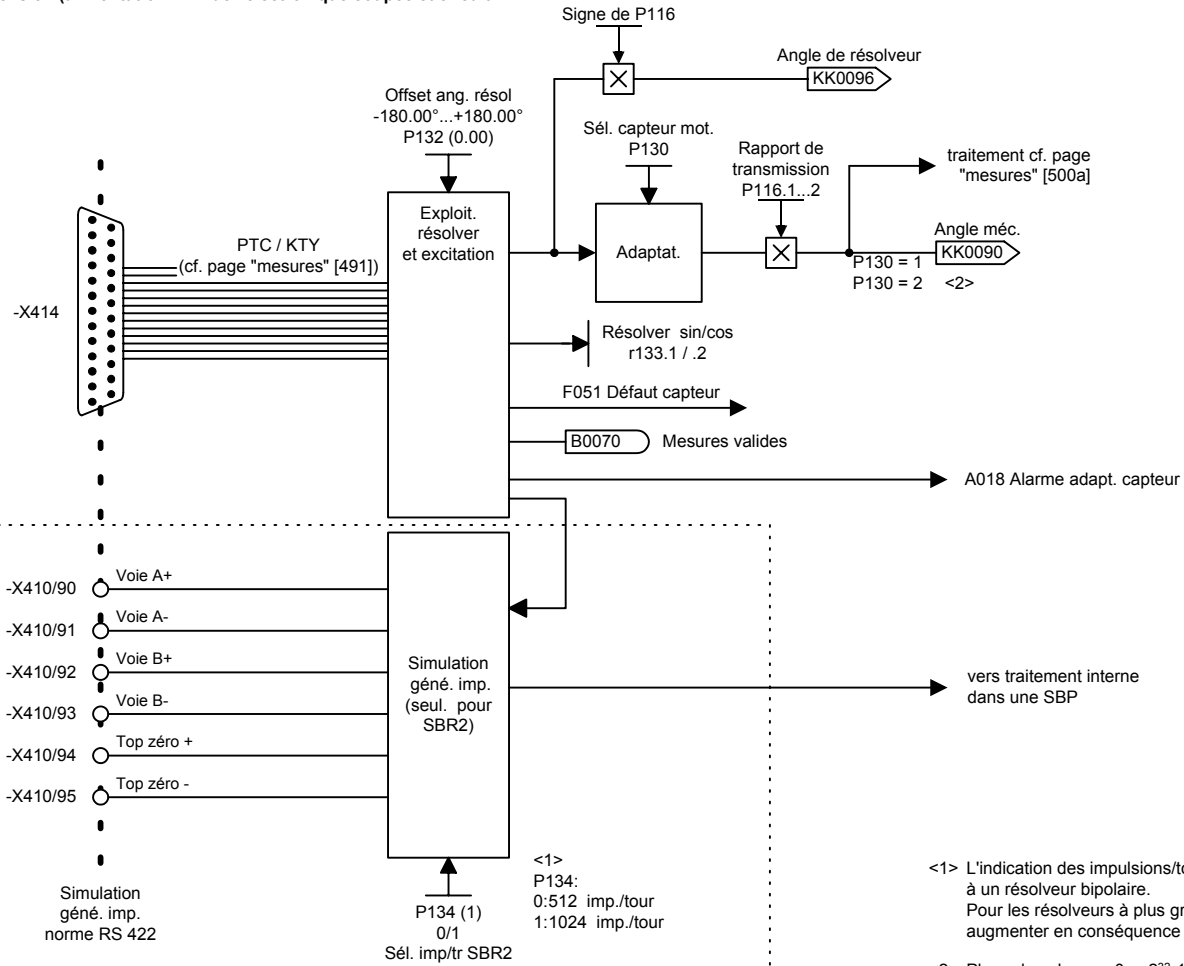 Signe de P116
Angle de résolveur
KK0096
Offset ang. résol
-180.00°...+180.00°
P132 (0.00)
Sél. capteur mot.
P130
Rapport de
transmission
P116.1...2
traitement cf. page
"mesures" [500a]
Exploit.
résolver
et excitation
Adaptat.
Angle méc.
KK0090
P130 = 1
P130 = 2 <2>
PTC / KTY
(cf. page "mesures" [491])
-X414
Résolver sin/cos
r133.1 / .2
F051 Défaut capteur
B0070 Mesures valides
A018 Alarme adapt. capteur
-X410/90 Voie A+
-X410/91 Voie A-
-X410/92 Voie B+
-X410/93 Voie B-
-X410/94 Top zéro +
-X410/95 Top zéro -
Simulation
géné. imp.
(seul. pour
SBR2)
vers traitement interne
dans une SBP
Simulation
géné. imp.
norme RS 422
P134 (1)
0/1
Sél. imp/tr SBR2
<1>
P134:
0:512 imp./tour
1:1024 imp./tour
<1> L'indication des impulsions/to
à un résolveur bipolaire.
Pour les résolveurs à plus gr
augmenter en conséquence